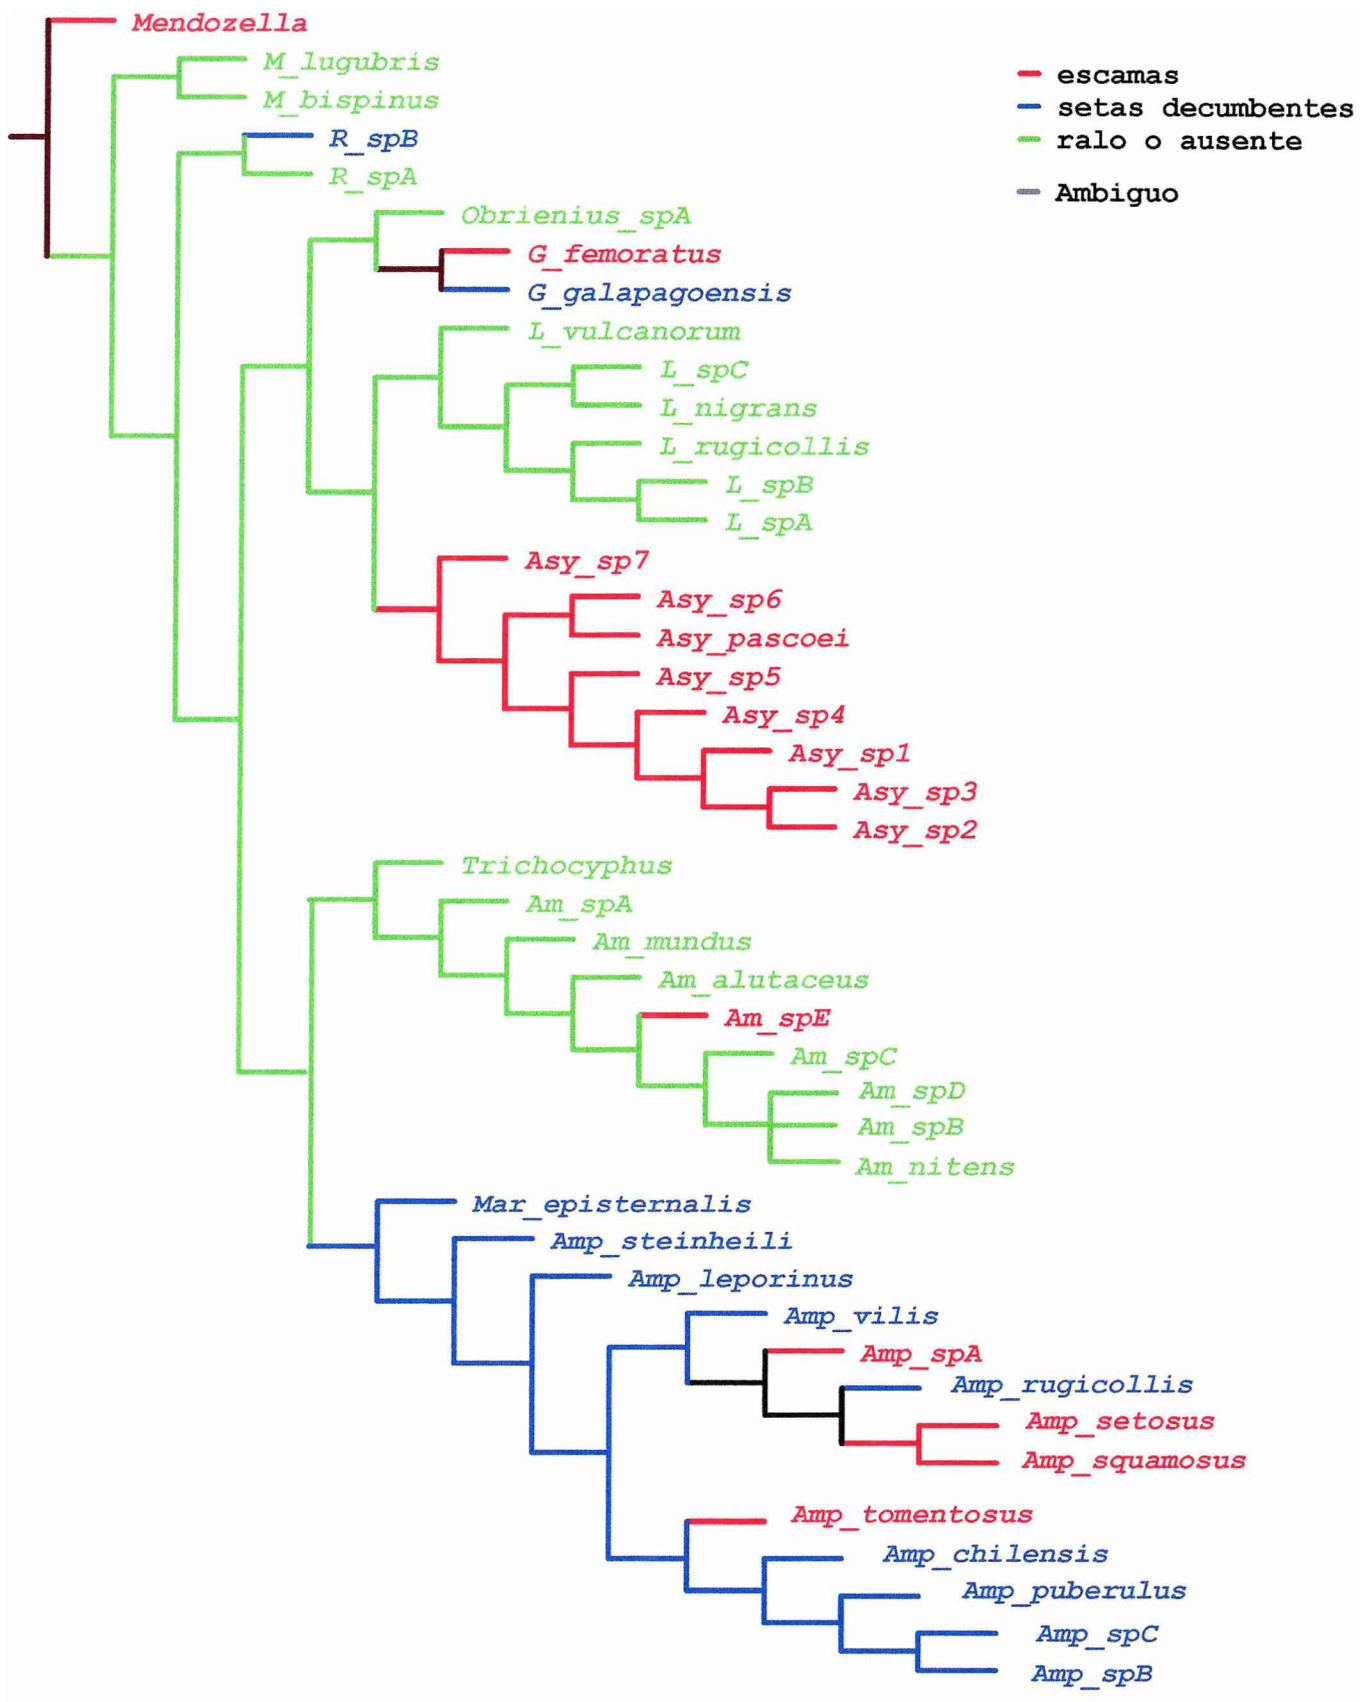 Mendozella
M_lugubris
escamas
M_bispinus
setas decumbentes
R_spB
ralo o ausente
R_spA
Ambiguo
Obrienius_spA
G_femoratus
G_galapagoensis
L_vulcanorum
L_spC
L_nigrans
L_rugicollis
L_spB
L_spA
Asy_sp7
Asy_sp6
Asy_pascoei
Asy_sp5
Asy_sp4
Asy_sp1
Asy_sp3
Asy_sp2
Trichocyphus
Am_spA
Am_mundus
Am_alutaceus
Am_spE
Am_spC
Am_spD
Am_spB
Am_nitens
Mar_episternalis
Amp_steinheili
Amp_leporinus
Amp_vilis
Amp_spA
Amp_rugicollis
Amp_setosus
Amp_squamosus
Amp_tomentosus
Amp_chilensis
Amp_puberulus
Amp_spC
Amp_spB